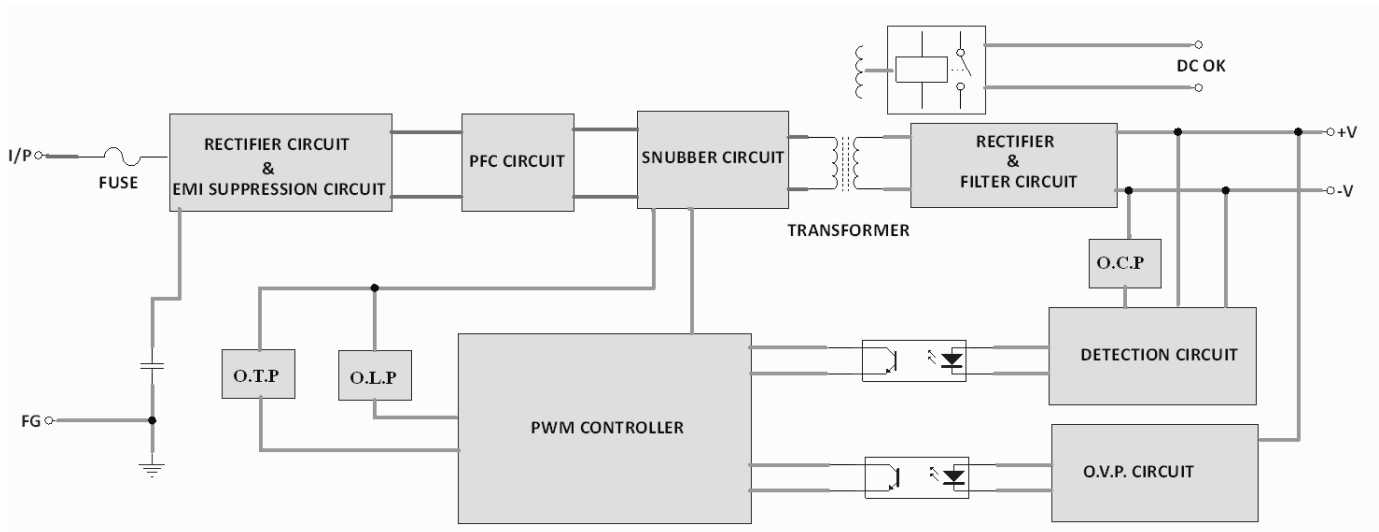 DC OK
I/P
FUSE
RECTIFIER CIRCUIT
&
EMI SUPPRESSION CIRCUIT
PFC CIRCUIT
SNUBBER CIRCUIT
TRANSFORMER
RECTIFIER
&
FILTER CIRCUIT
+V
-V
O.C.P
O.T.P
O.L.P
DETECTION CIRCUIT
FG
PWM CONTROLLER
O.V.P. CIRCUIT